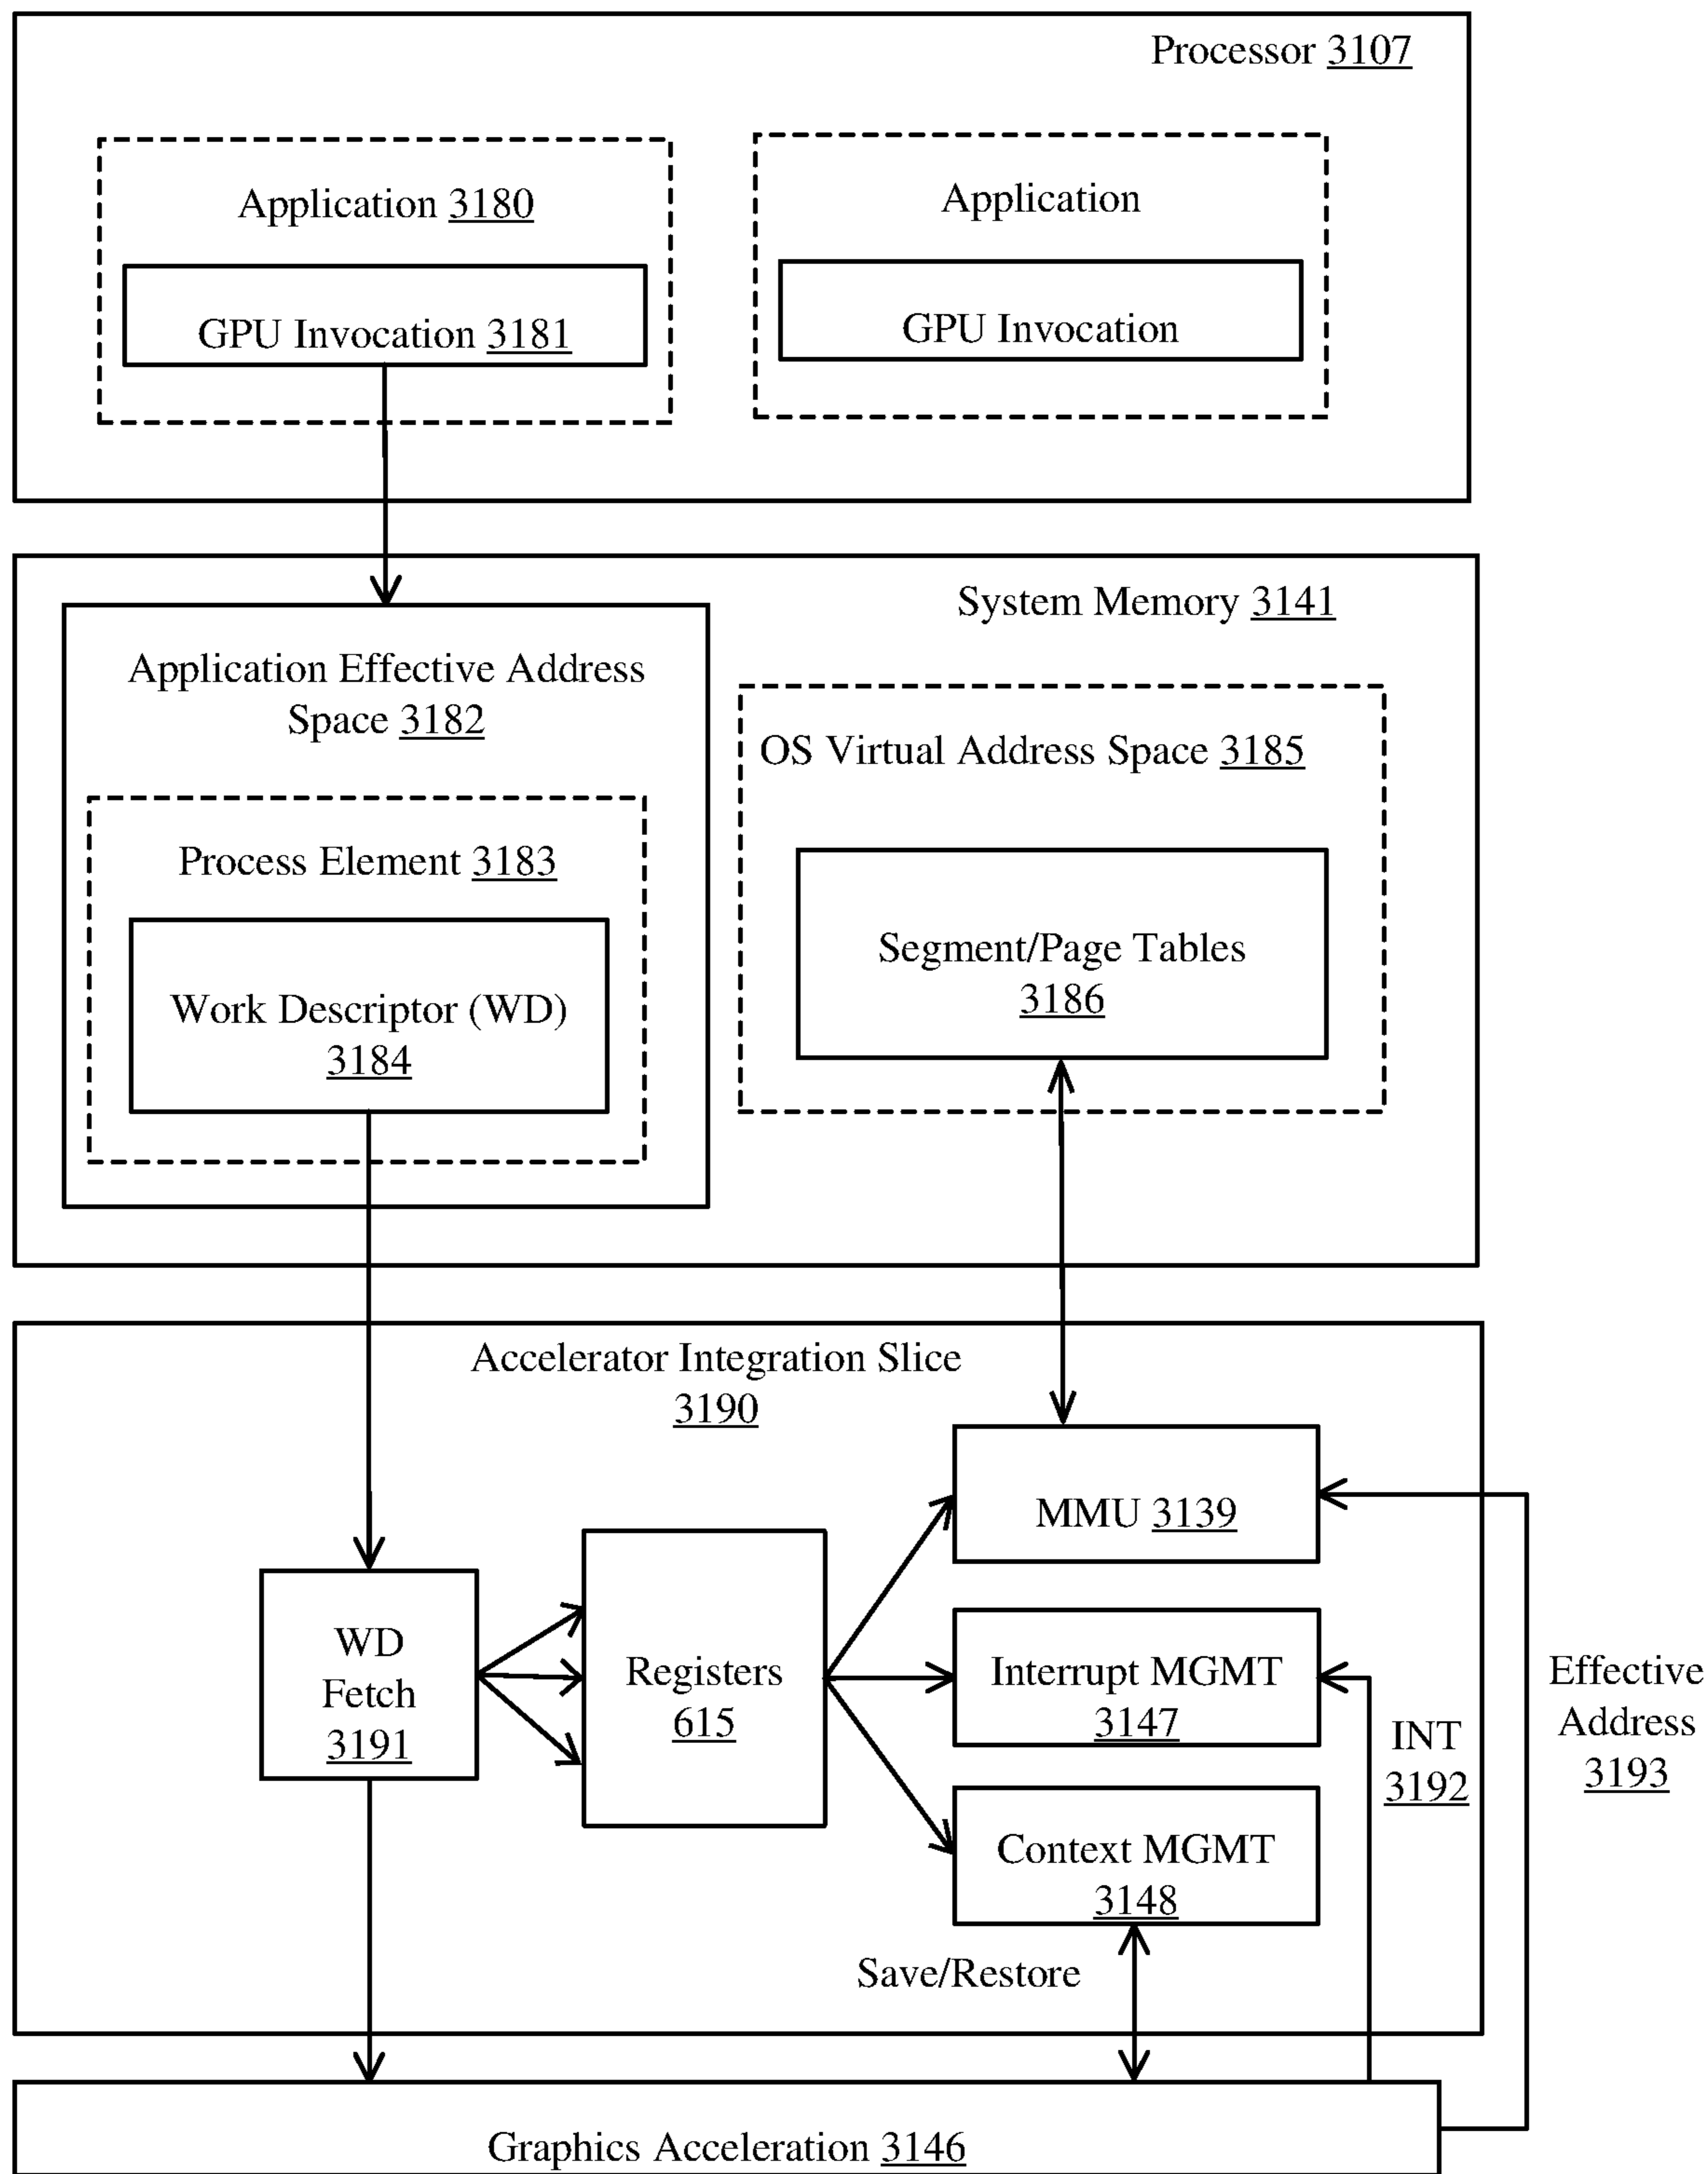 Processor 3107
Application 3180
GPU Invocation 3181
Application
GPU Invocation
System Memory 3141
Application Effective Address
Space 3182
Process Element 3183
Work Descriptor (WD)
3184
OS Virtual Address Space 3185
Segment/Page Tables
3186
Accelerator Integration Slice
3190
WD
Fetch
3191
Registers
615
MMU 3139
Interrupt MGMT
3147
Context MGMT
3148
Save/Restore
INT
3192
Effective
Address
3193
Graphics Acceleration 3146